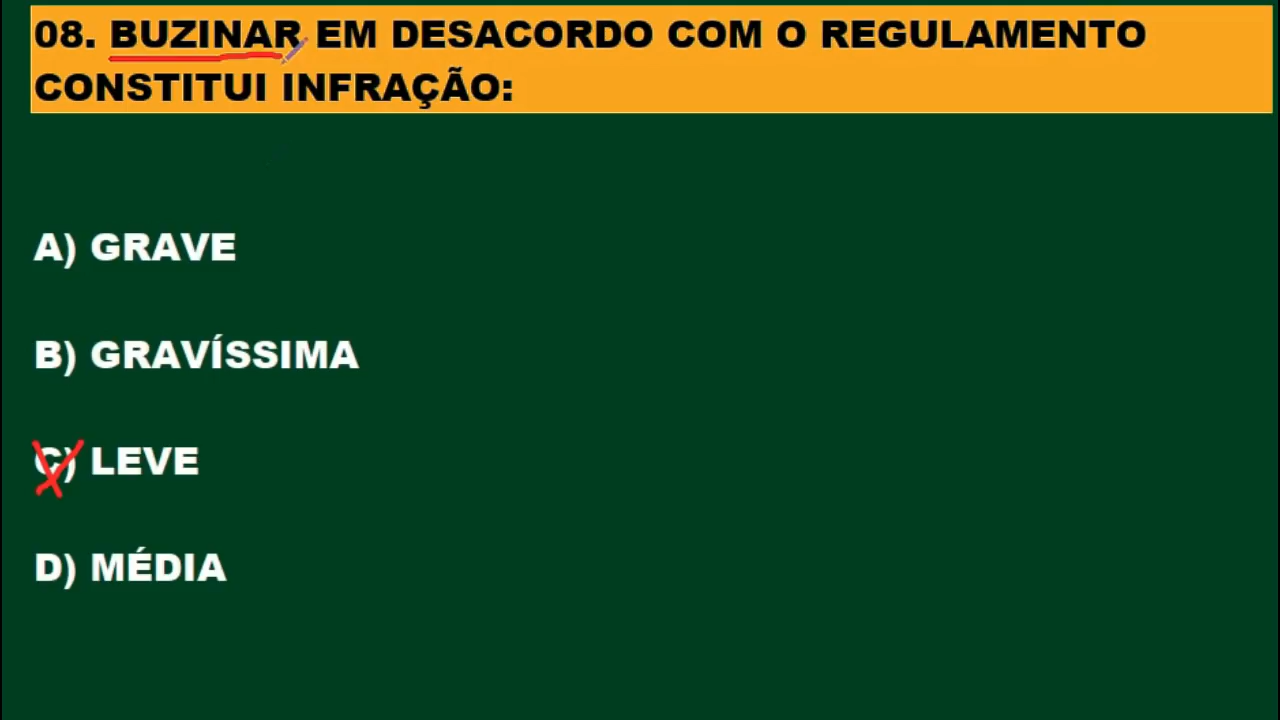 08. BUZINAR EM DESACORDO COM O REGULAMENTO
CONSTITUI INFRAÇÃO:
A) GRAVE
B) GRAVÍSSIMA
C) LEVE
D) MÉDIA